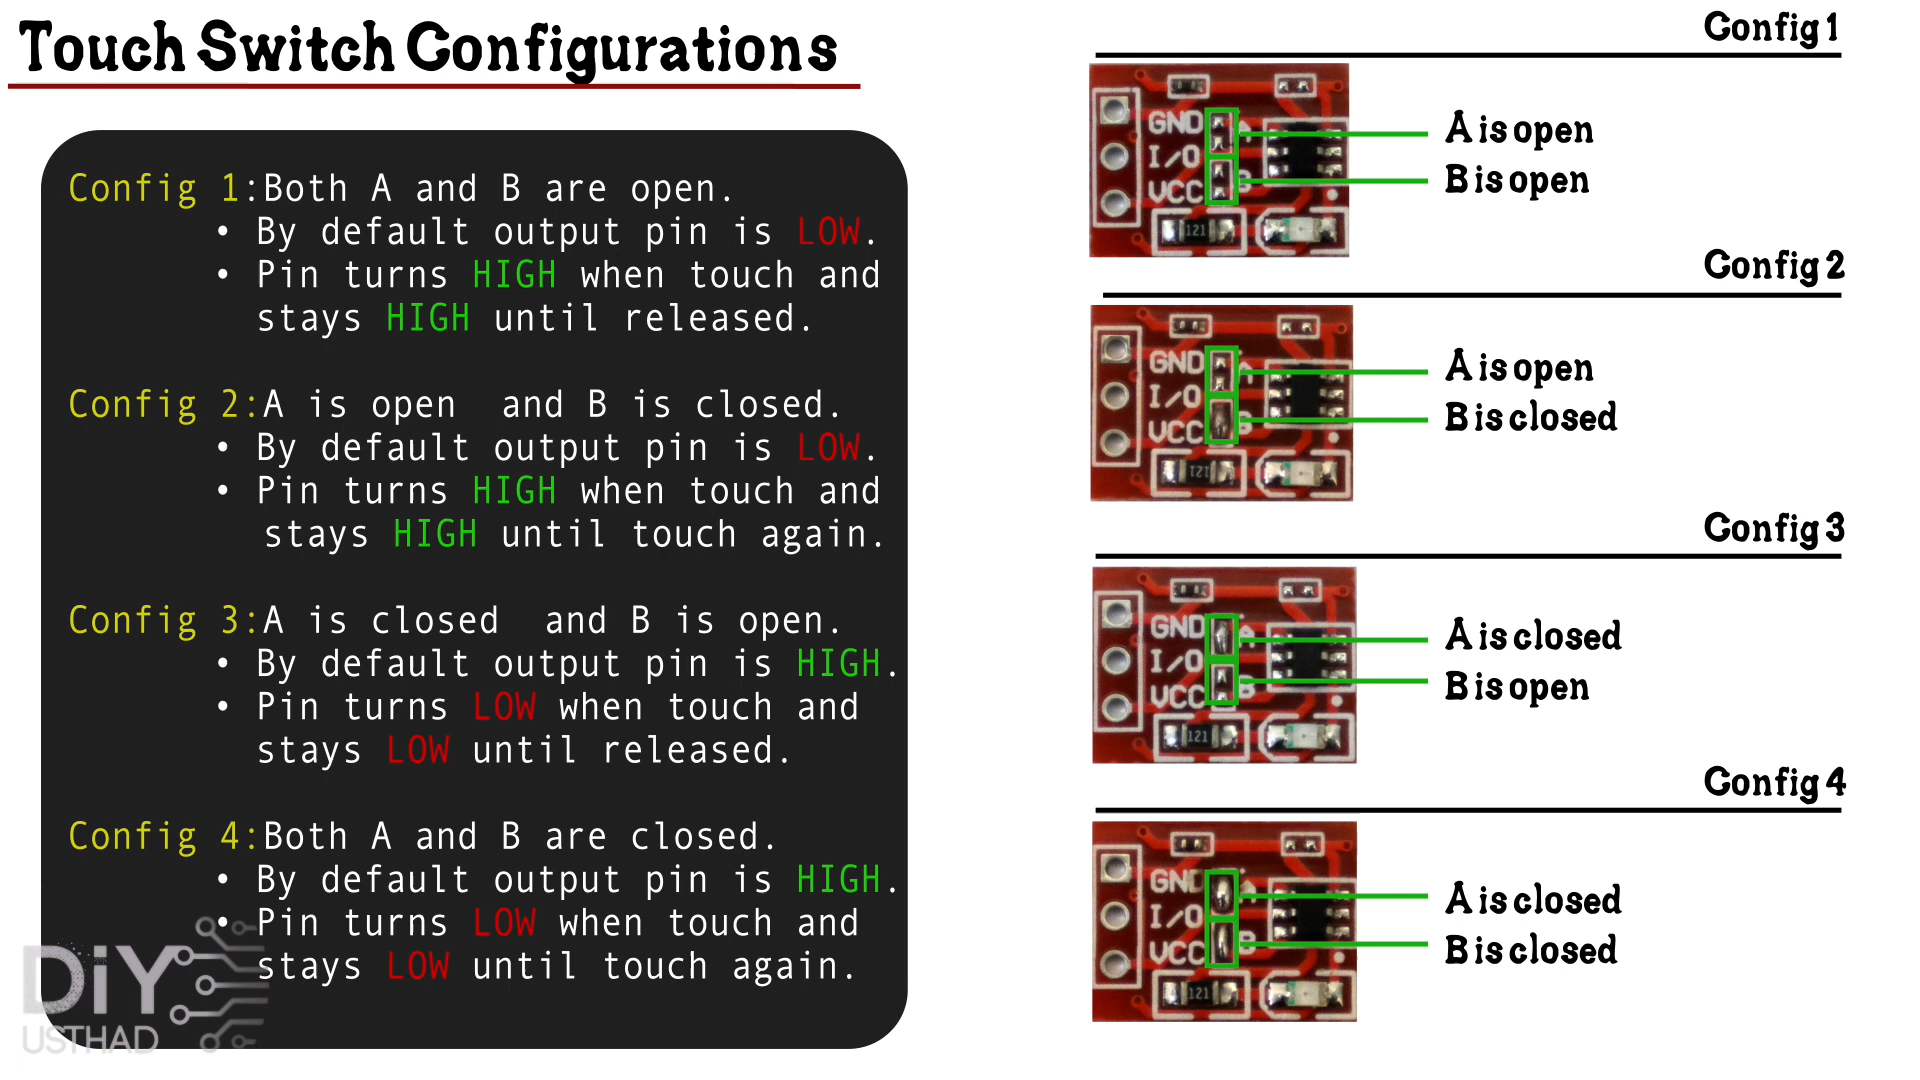 Touch Switch Configurations
Config 1:Both A and B are open.
• By default output pin is LOW.
• Pin turns HIGH when touch and
stays HIGH until released.
Config 2:A is open and B is closed.
• By default output pin is LOW.
• Pin turns HIGH when touch and
stays HIGH until touch again.
Config 3:A is closed and B is open.
• By default output pin is HIGH.
• Pin turns LOW when touch and
stays LOW until released.
Config 4:Both A and B are closed.
• By default output pin is HIGH.
• Pin turns LOW when touch and
stays LOW until touch again.
DiY
USTHAD
Config 1
GND
A
I/O
B
VCC
121
A is open
B is open
Config 2
GND
A
I/O
B
VCC
121
A is open
B is closed
Config 3
GND
A
I/O
B
VCC
121
A is closed
B is open
Config 4
GND
A
I/O
B
VCC
121
A is closed
B is closed